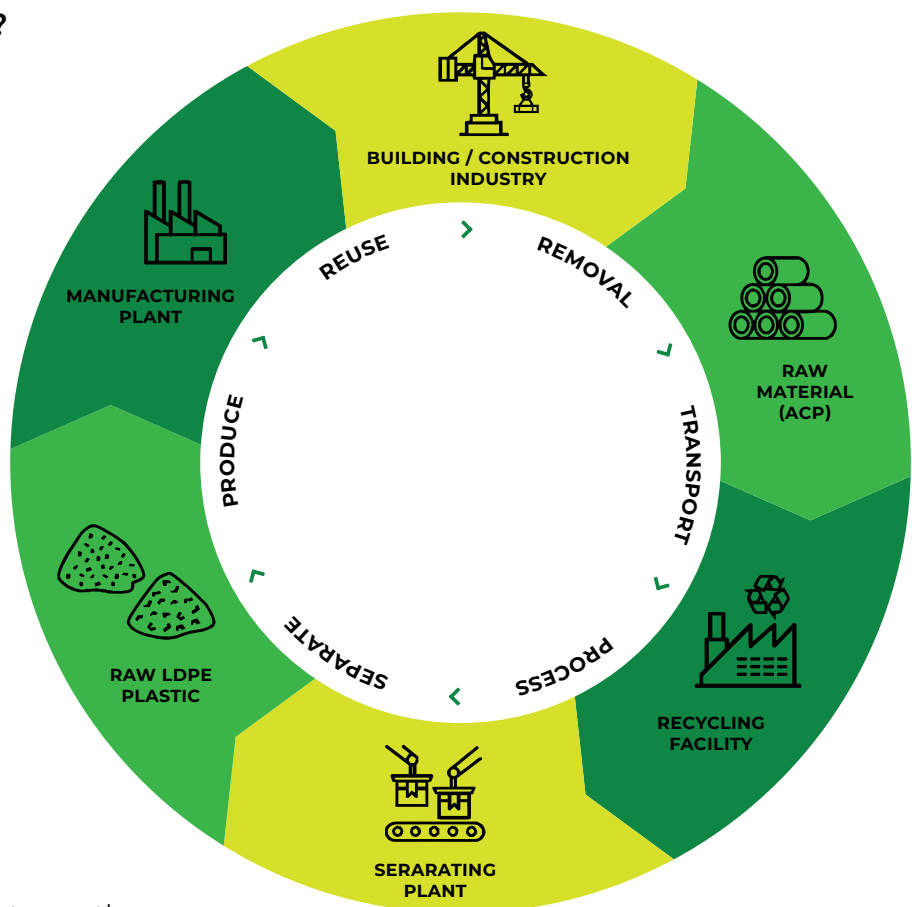 ?
BUILDING / CONSTRUCTION
INDUSTRY
REMOVAL
RAW
MATERIAL
(ACP)
TRANSPORT
RECYCLING
FACILITY
PROCESS
SERARATING
PLANT
SEPARATE
RAW LDPE
PLASTIC
PRODUCE
MANUFACTURING
PLANT
REUSE